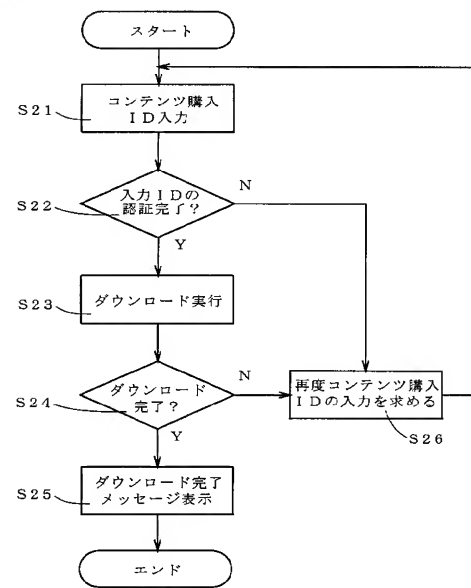 スタート
S21
コンテンツ購入
ID入力
S22
入力IDの
認証完了?
N
Y
S23
ダウンロード実行
S24
ダウンロード
完了?
N
Y
再度コンテンツ購入
IDの入力を求める
S26
S25
ダウンロード完了
メッセージ表示
エンド